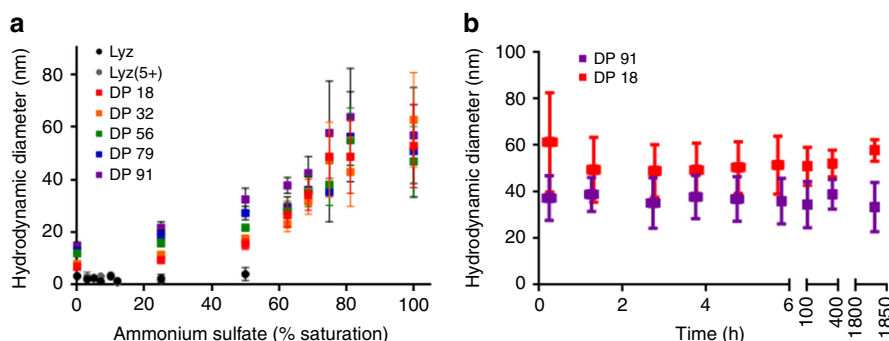 a
Hydrodynamic diameter (nm)
80
60
40
20
0
Lyz
Lyz(5+)
DP 18
DP 32
DP 56
DP 79
DP 91
0 20 40 60 80 100
Ammonium sulfate (% saturation)
b
Hydrodynamic diameter (nm)
100
80
60
40
20
0
DP 91
DP 18
0 2 4 6 100 400 1800 1850
Time (h)